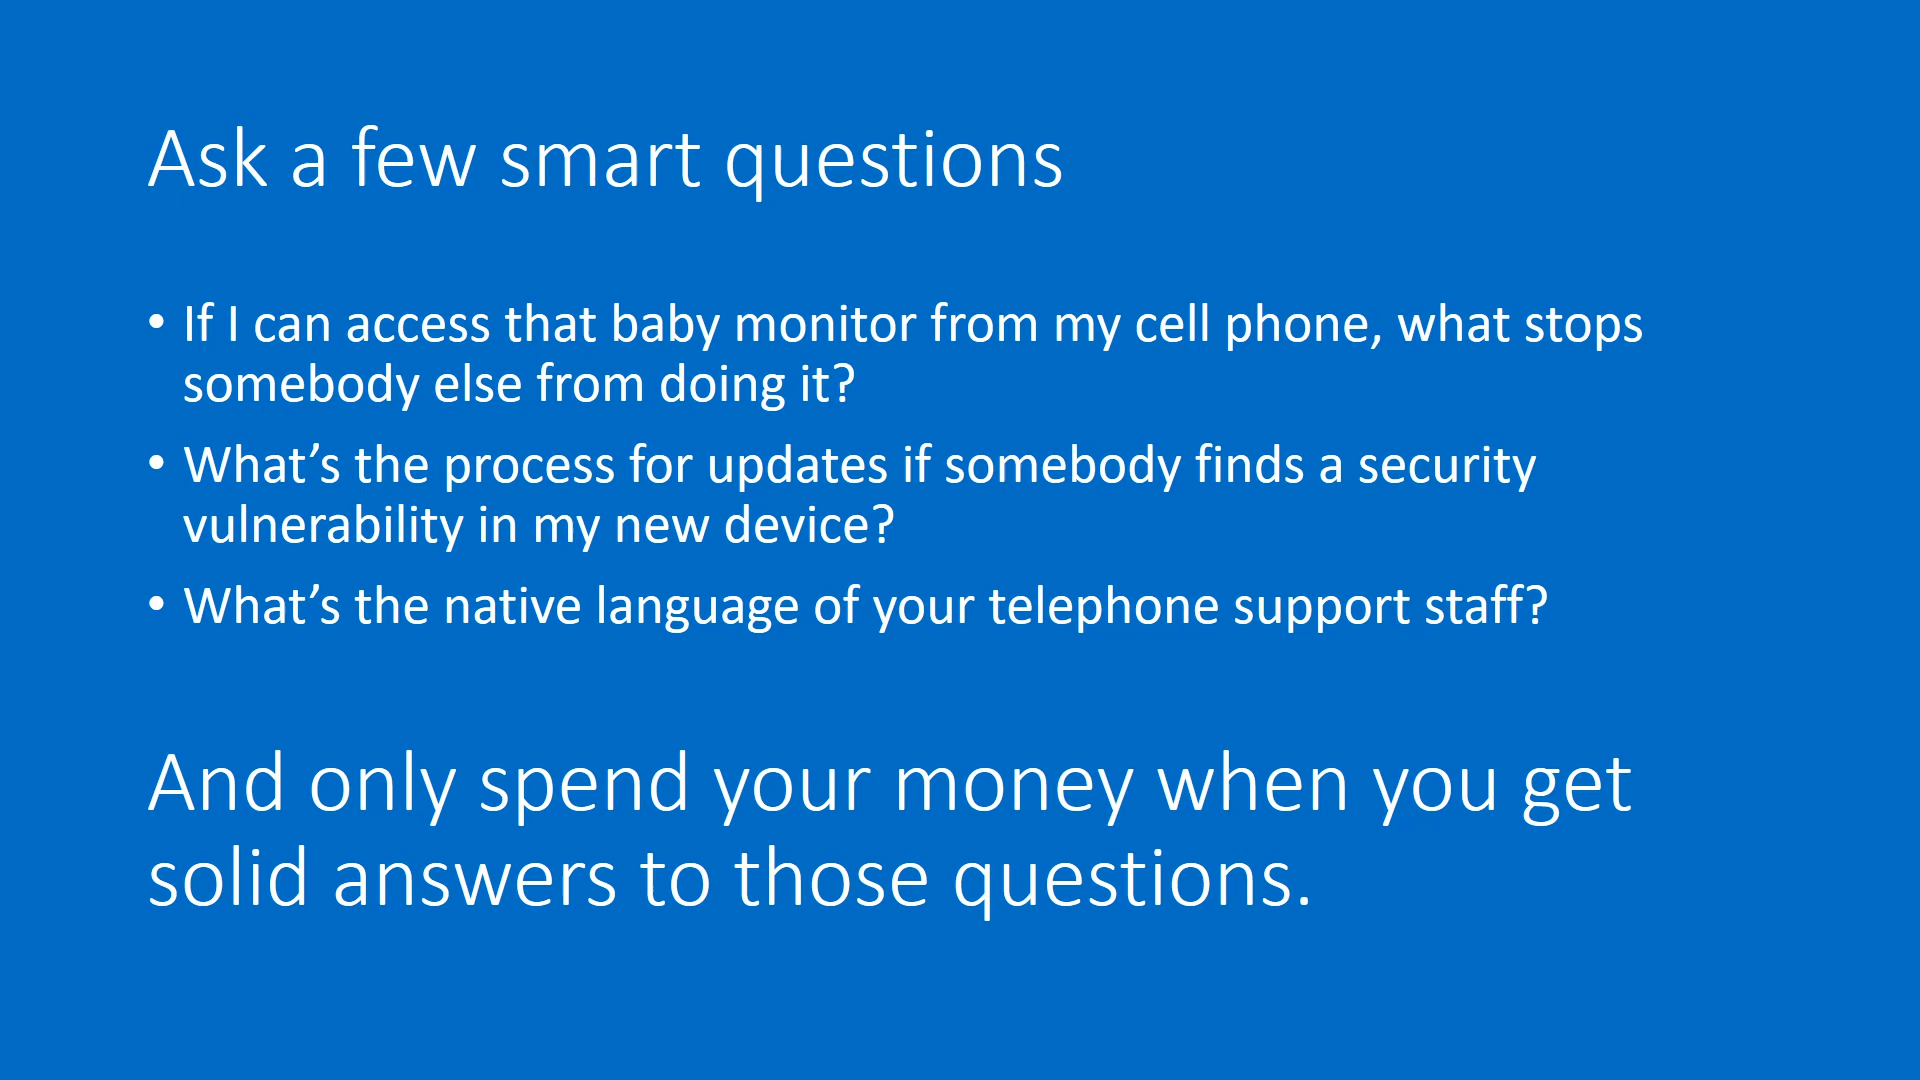 Ask a few smart questions
• If I can access that baby monitor from my cell phone, what stops
somebody else from doing it?
• What’s the process for updates if somebody finds a security
vulnerability in my new device?
• What’s the native language of your telephone support staff?
And only spend your money when you get
solid answers to those questions.